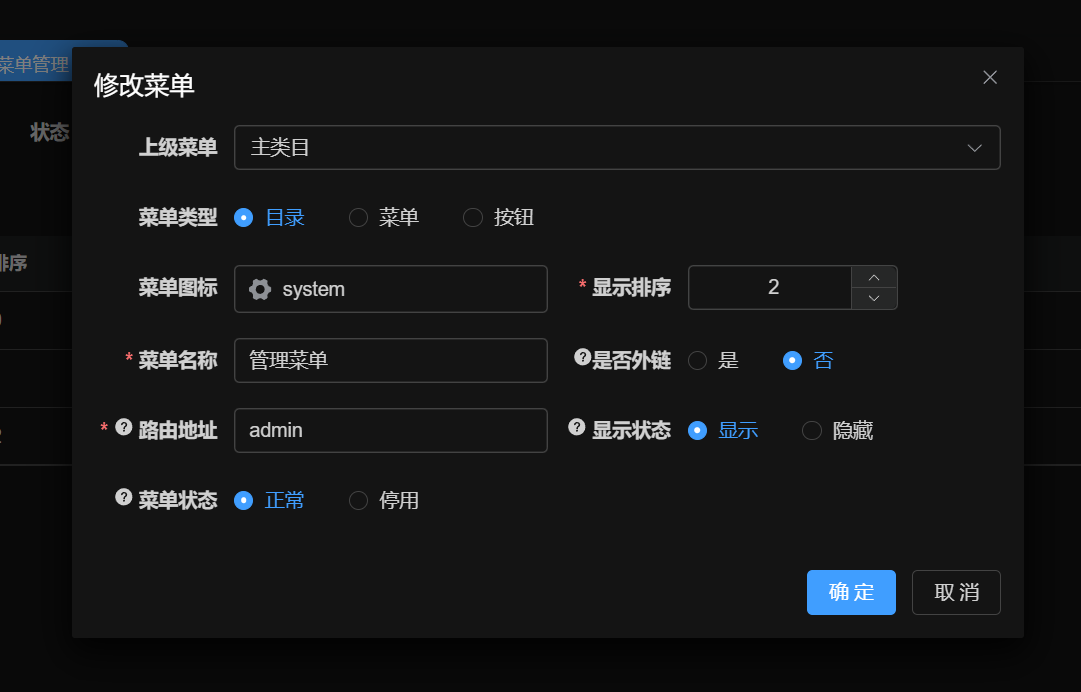 菜单管理
修改菜单
状态
上级菜单 主类目
菜单类型 目录 菜单 按钮
排序
菜单图标 system * 显示排序 2
* 菜单名称 管理菜单 ?是否外链 是 否
* ? 路由地址 admin ? 显示状态 显示 隐藏
? 菜单状态 正常 停用
确定 取消